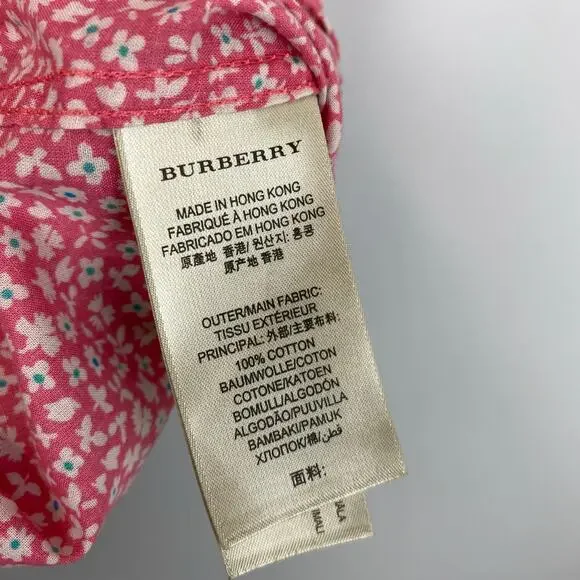 BURBERRY
MADE IN HONG KONG
FABRIQUÉ À HONG KONG
FABRICADO EM HONG KONG
原產地 香港/ 원산지: 홍콩
原产地 香港
OUTER/MAIN FABRIC:
TISSU EXTÉRIEUR
PRINCIPAL: 外部/主要布料:
100% COTTON
BAUMWOLLE/COTON
COTONE/KATOEN
BOMULL/ALGODÓN
ALGODÃO/PUUVILLA
BAMBAKI/PAMUK
ХЛОПОК/棉/قطن
面料: